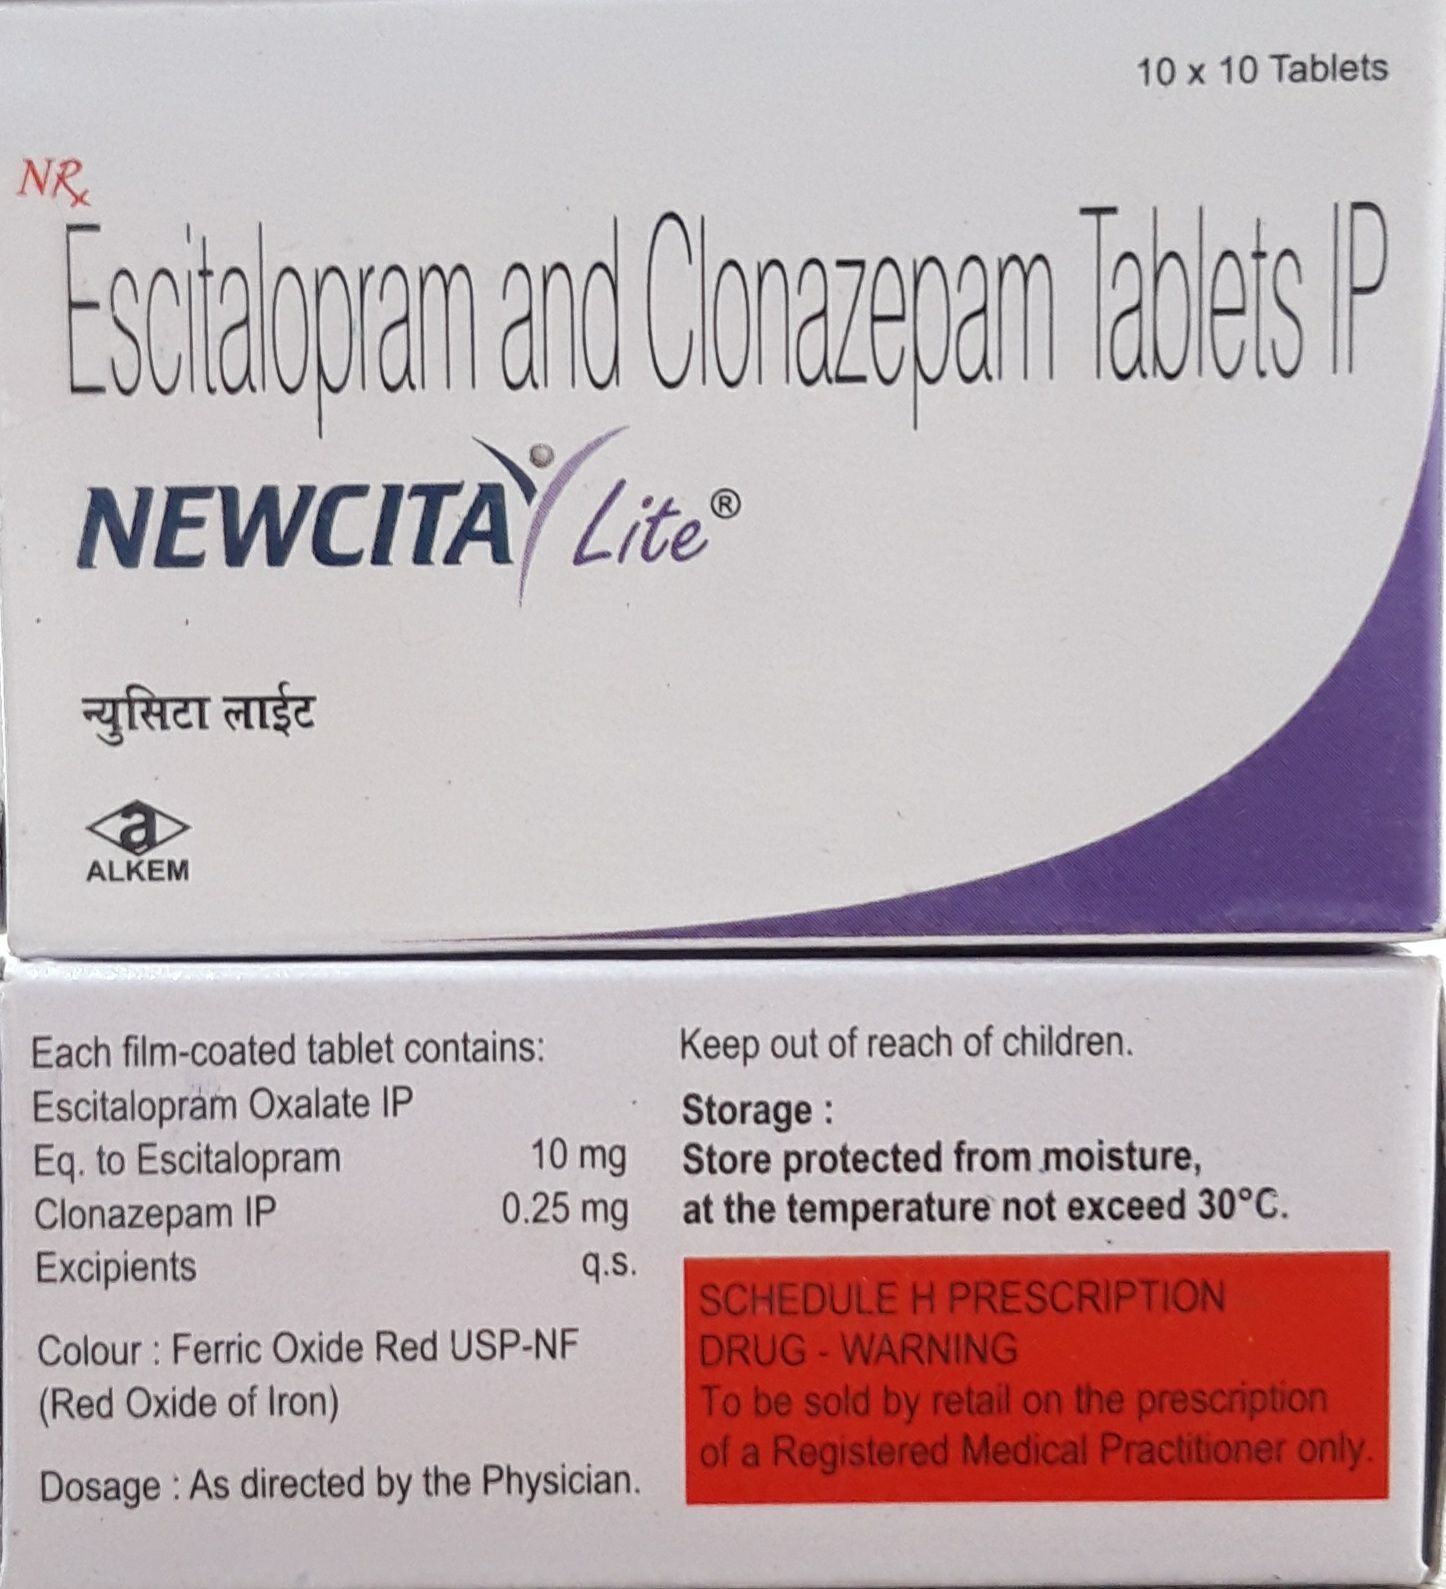 10 x 10 Tablets
NRx
Escitalopram and Clonazepam Tablets IP
NEWCITA Lite®
न्युसिटा लाईट
a
ALKEM
Each film-coated tablet contains:
Escitalopram Oxalate IP
Eq. to Escitalopram 10 mg
Clonazepam IP 0.25 mg
Excipients q.s.
Colour : Ferric Oxide Red USP-NF
(Red Oxide of Iron)
Dosage : As directed by the Physician.
Keep out of reach of children.
Storage :
Store protected from moisture,
at the temperature not exceed 30°C.
SCHEDULE H PRESCRIPTION
DRUG - WARNING
To be sold by retail on the prescription
of a Registered Medical Practitioner only.